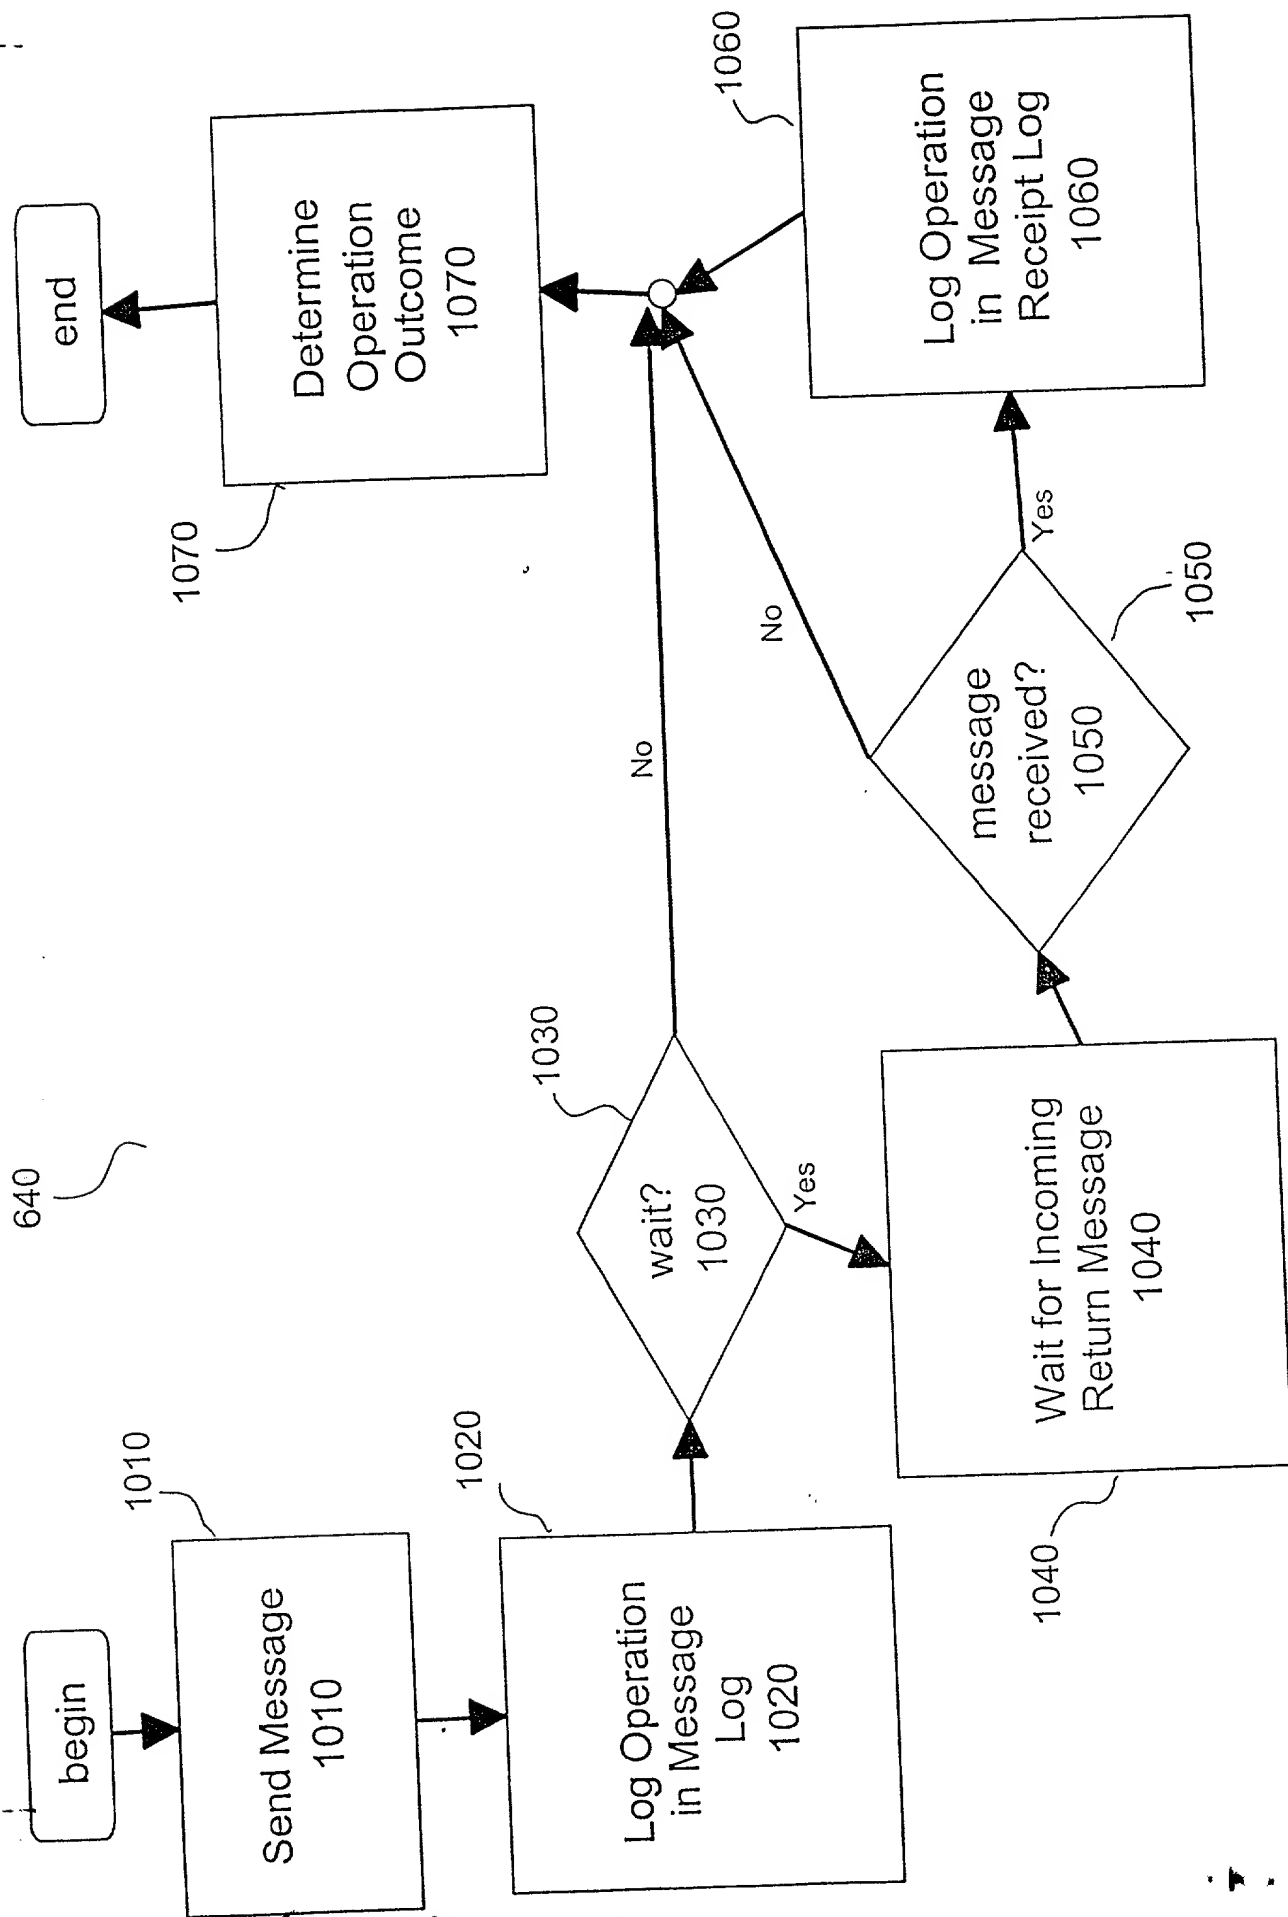 640
begin
1010
Send Message
1010
1020
Log Operation
in Message
Log
1020
1030
wait?
1030
No
Yes
Wait for Incoming
Return Message
1040
1040
message
received?
1050
1050
No
Yes
1060
Log Operation
in Message
Receipt Log
1060
1070
Determine
Operation
Outcome
1070
end